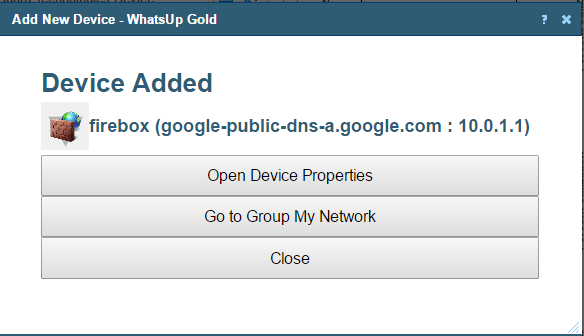 Add New Device - WhatsUp Gold
?
Device Added
firebox (google-public-dns-a.google.com : 10.0.1.1)
Open Device Properties
Go to Group My Network
Close